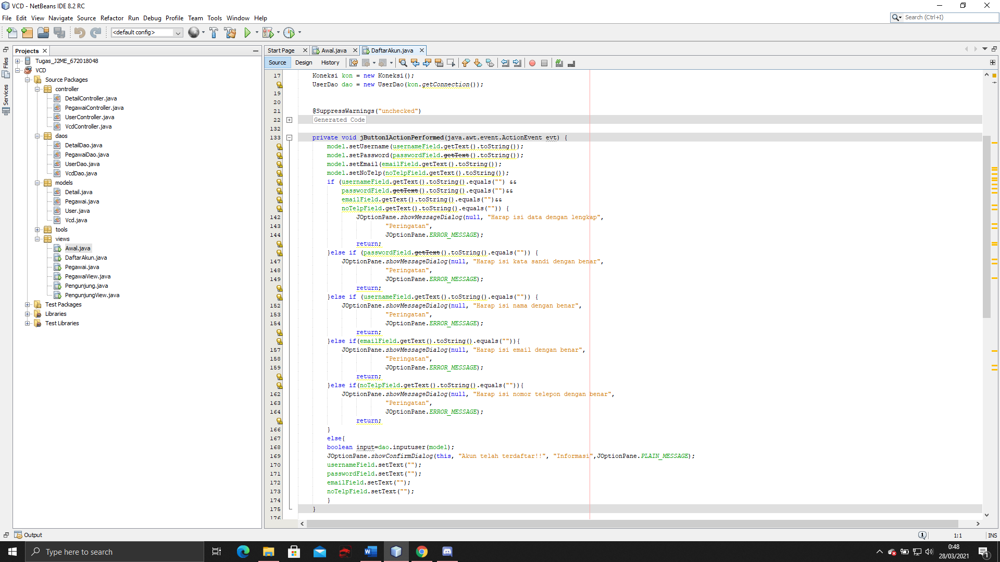 VCD - NetBeans IDE 8.2 RC
File Edit View Navigate Source Refactor Run Debug Profile Team Tools Window Help
Search (Ctrl+I)
<default config>
Files
Services
Projects
Tugas_J2ME_672018048
VCD
Source Packages
controller
DetailController.java
PegawaiController.java
UserController.java
VcdController.java
daos
DetailDao.java
PegawaiDao.java
UserDao.java
VcdDao.java
models
Detail.java
Pegawai.java
User.java
Vcd.java
tools
views
Awal.java
DaftarAkun.java
Pegawai.java
PegawaiView.java
Pengunjung.java
PengunjungView.java
Test Packages
Libraries
Test Libraries
Start Page Awal.java DaftarAkun.java
Source Design History
17 Koneksi kon = new Koneksi();
UserDao dao = new UserDao(kon.getConnection());
19
20
21 @SuppressWarnings("unchecked")
22 Generated Code
132
133 private void jButton1ActionPerformed(java.awt.event.ActionEvent evt) {
model.setUsername(usernameField.getText().toString());
model.setPassword(passwordField.getText().toString());
model.setEmail(emailField.getText().toString());
model.setNoTelp(noTelpField.getText().toString());
if (usernameField.getText().toString().equals("") &&
passwordField.getText().toString().equals("")&&
emailField.getText().toString().equals("")&&
noTelpField.getText().toString().equals("")) {
142 JOptionPane.showMessageDialog(null, "Harap isi data dengan lengkap",
143 "Peringatan",
144 JOptionPane.ERROR_MESSAGE);
return;
}else if (passwordField.getText().toString().equals("")) {
147 JOptionPane.showMessageDialog(null, "Harap isi kata sandi dengan benar",
148 "Peringatan",
149 JOptionPane.ERROR_MESSAGE);
return;
}else if (usernameField.getText().toString().equals("")) {
152 JOptionPane.showMessageDialog(null, "Harap isi nama dengan benar",
153 "Peringatan",
154 JOptionPane.ERROR_MESSAGE);
return;
}else if(emailField.getText().toString().equals("")){
157 JOptionPane.showMessageDialog(null, "Harap isi email dengan benar",
158 "Peringatan",
159 JOptionPane.ERROR_MESSAGE);
return;
}else if(noTelpField.getText().toString().equals("")){
162 JOptionPane.showMessageDialog(null, "Harap isi nomor telepon dengan benar",
163 "Peringatan",
164 JOptionPane.ERROR_MESSAGE);
return;
166 }
167 else{
168 boolean input=dao.inputuser(model);
169 JOptionPane.showConfirmDialog(this, "Akun telah terdaftar!!", "Informasi",JOptionPane.PLAIN_MESSAGE);
170 usernameField.setText("");
171 passwordField.setText("");
172 emailField.setText("");
173 noTelpField.setText("");
174 }
175 }
176
Output
1 1:1 INS
Type here to search
0:48
28/03/2021
1